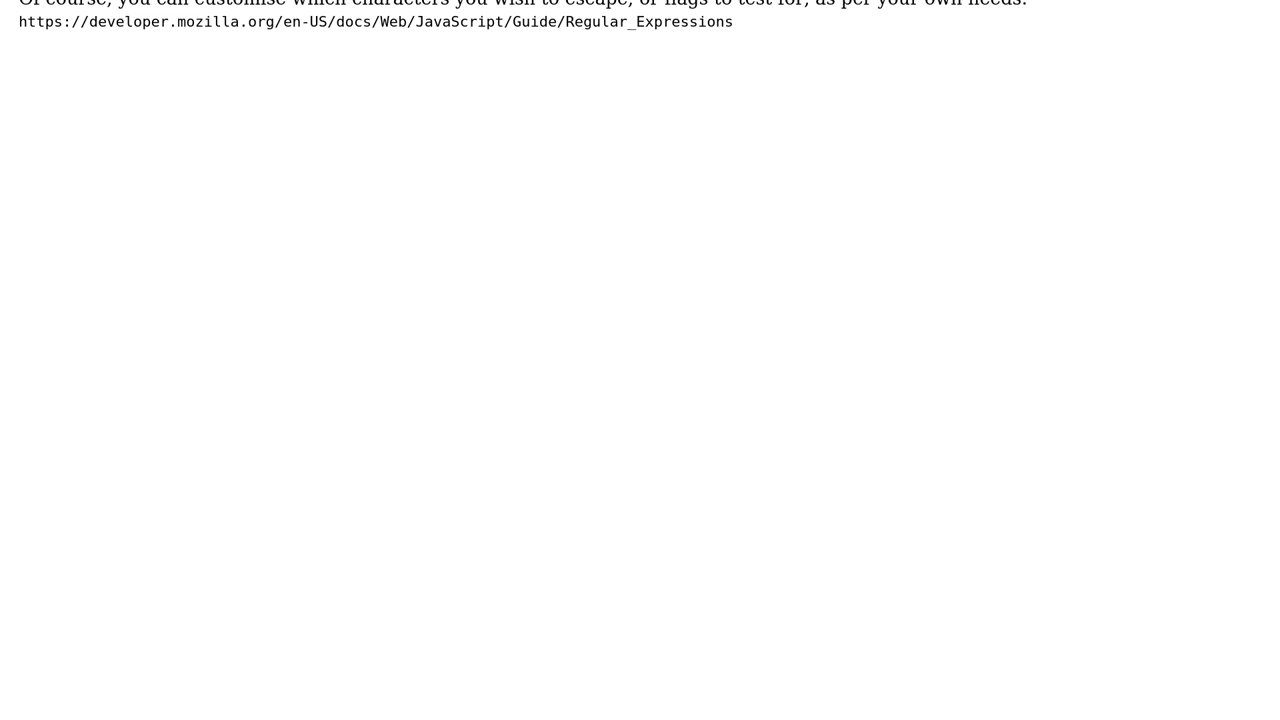 Of course, you can customise which characters you wish to escape, or flags to test for, as per your own needs.
https://developer.mozilla.org/en-US/docs/Web/JavaScript/Guide/Regular_Expressions